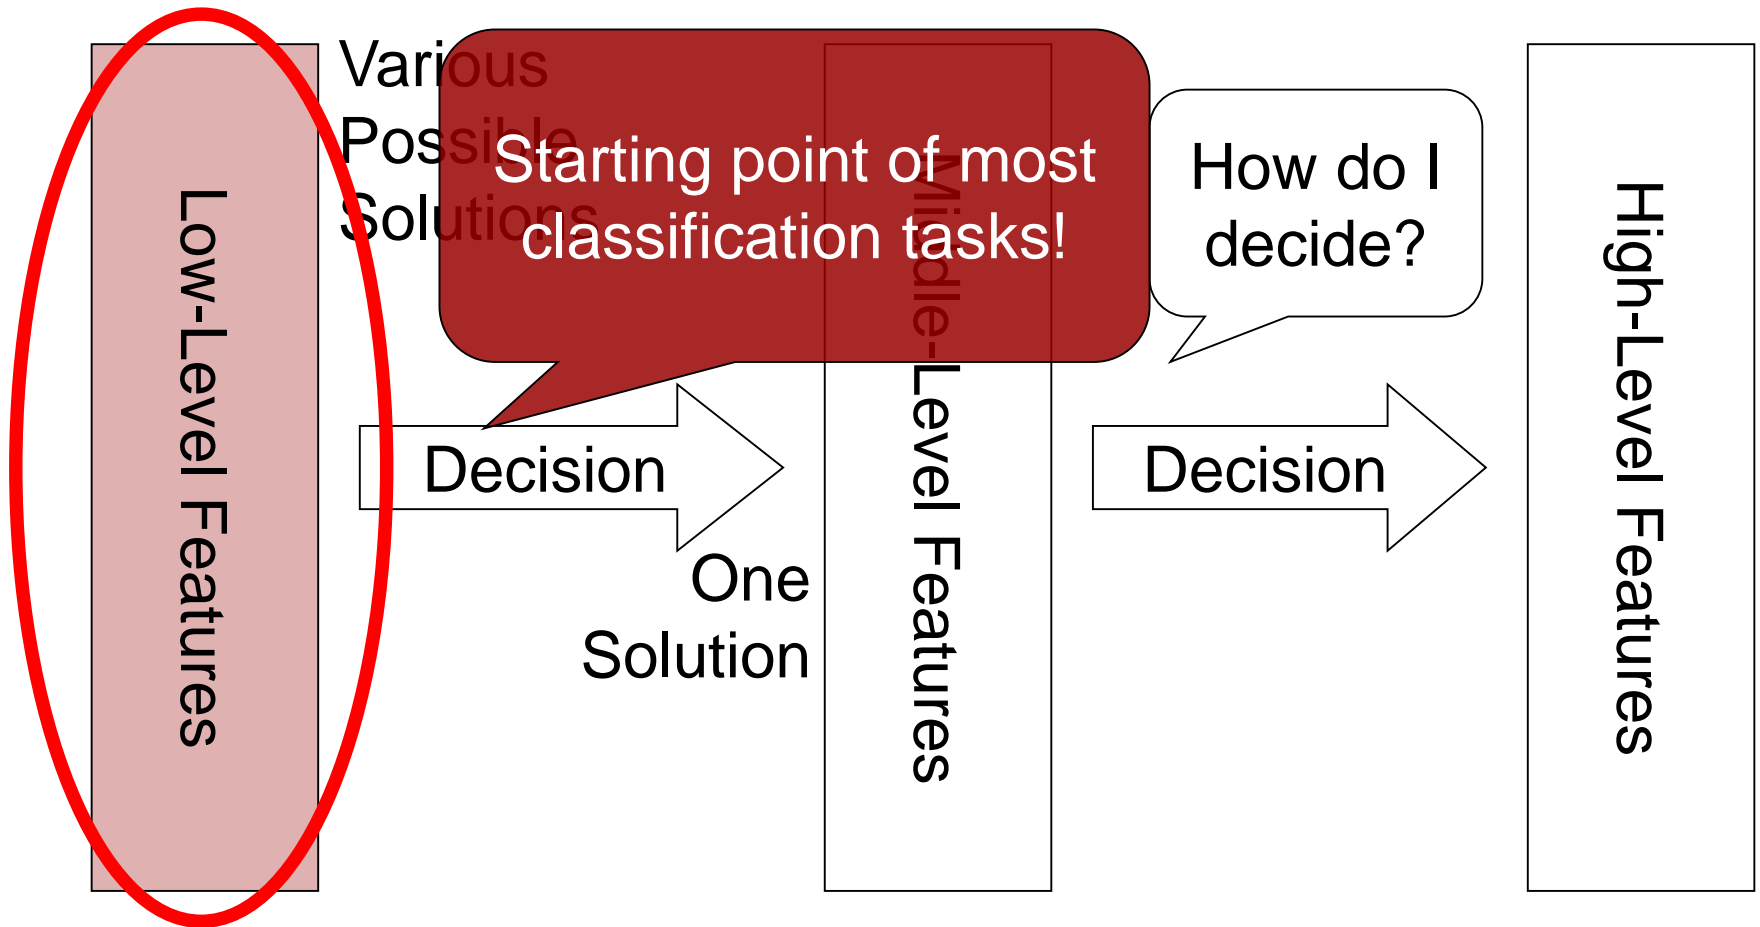 Low-Level Features
Various
Possible
Solutions
Starting point of most
classification tasks!
Decision
One
Solution
Middle-Level Features
How do I
decide?
Decision
High-Level Features